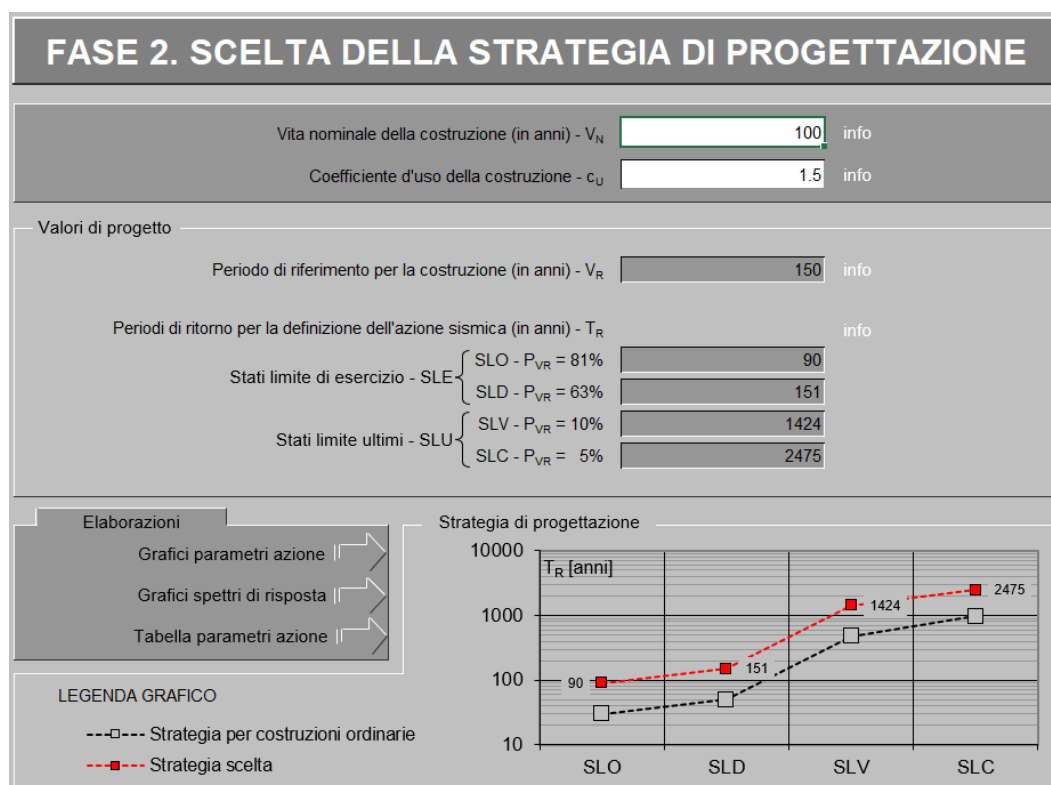 FASE 2. SCELTA DELLA STRATEGIA DI PROGETTAZIONE
Vita nominale della costruzione (in anni) - VN 100 info
Coefficiente d'uso della costruzione - cU 1.5 info
Valori di progetto
Periodo di riferimento per la costruzione (in anni) - VR 150 info
Periodi di ritorno per la definizione dell'azione sismica (in anni) - TR info
Stati limite di esercizio - SLE
SLO - PVR = 81% 90
SLD - PVR = 63% 151
Stati limite ultimi - SLU
SLV - PVR = 10% 1424
SLC - PVR = 5% 2475
Elaborazioni
Grafici parametri azione
Grafici spettri di risposta
Tabella parametri azione
LEGENDA GRAFICO
Strategia per costruzioni ordinarie
Strategia scelta
Strategia di progettazione
TR [anni]
10000
1000
100
10
90
151
1424
2475
SLO SLD SLV SLC